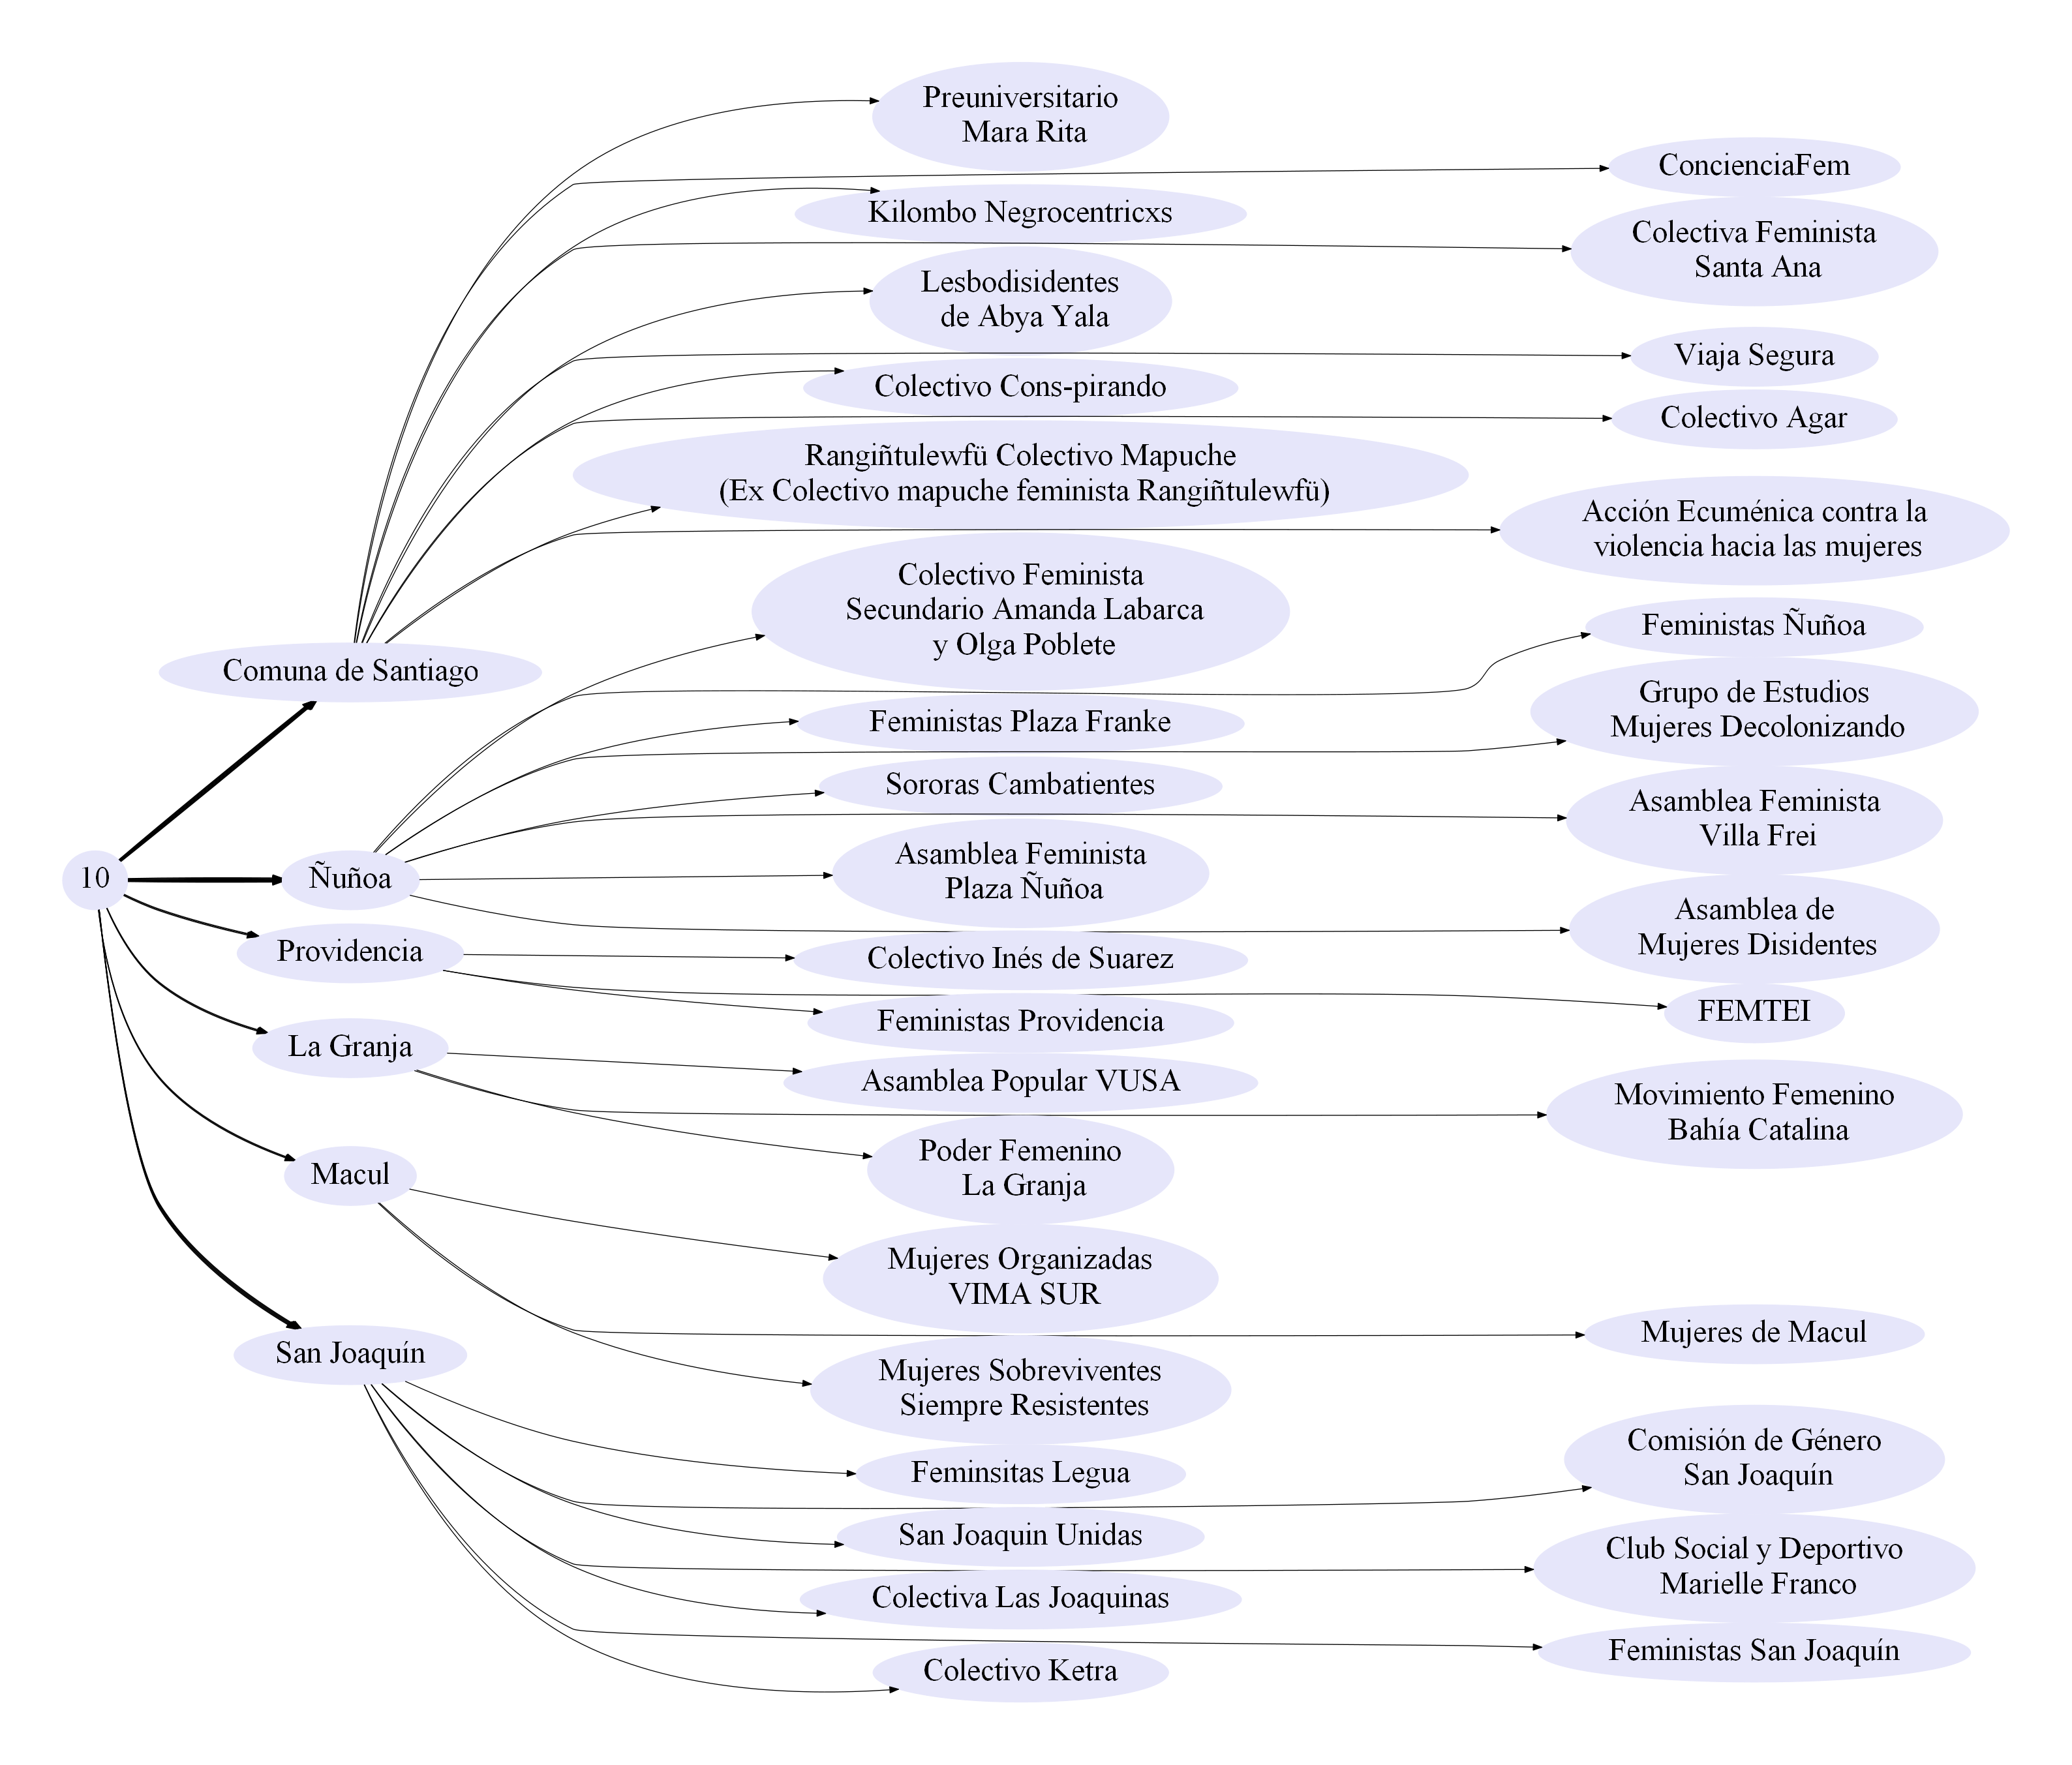 10
Comuna de Santiago
Ñuñoa
Providencia
La Granja
Macul
San Joaquín
Preuniversitario
Mara Rita
Kilombo Negrocentricxs
Lesbodisidentes
de Abya Yala
Colectivo Cons-pirando
Rangiñtulewfü Colectivo Mapuche
(Ex Colectivo mapuche feminista Rangiñtulewfü)
Colectivo Feminista
Secundario Amanda Labarca
y Olga Poblete
Feministas Plaza Franke
Sororas Cambatientes
Asamblea Feminista
Plaza Ñuñoa
Colectivo Inés de Suarez
Feministas Providencia
Asamblea Popular VUSA
Poder Femenino
La Granja
Mujeres Organizadas
VIMA SUR
Mujeres Sobreviventes
Siempre Resistentes
Feminsitas Legua
San Joaquin Unidas
Colectiva Las Joaquinas
Colectivo Ketra
ConcienciaFem
Colectiva Feminista
Santa Ana
Viaja Segura
Colectivo Agar
Acción Ecuménica contra la
violencia hacia las mujeres
Feministas Ñuñoa
Grupo de Estudios
Mujeres Decolonizando
Asamblea Feminista
Villa Frei
Asamblea de
Mujeres Disidentes
FEMTEI
Movimiento Femenino
Bahía Catalina
Mujeres de Macul
Comisión de Género
San Joaquín
Club Social y Deportivo
Marielle Franco
Feministas San Joaquín